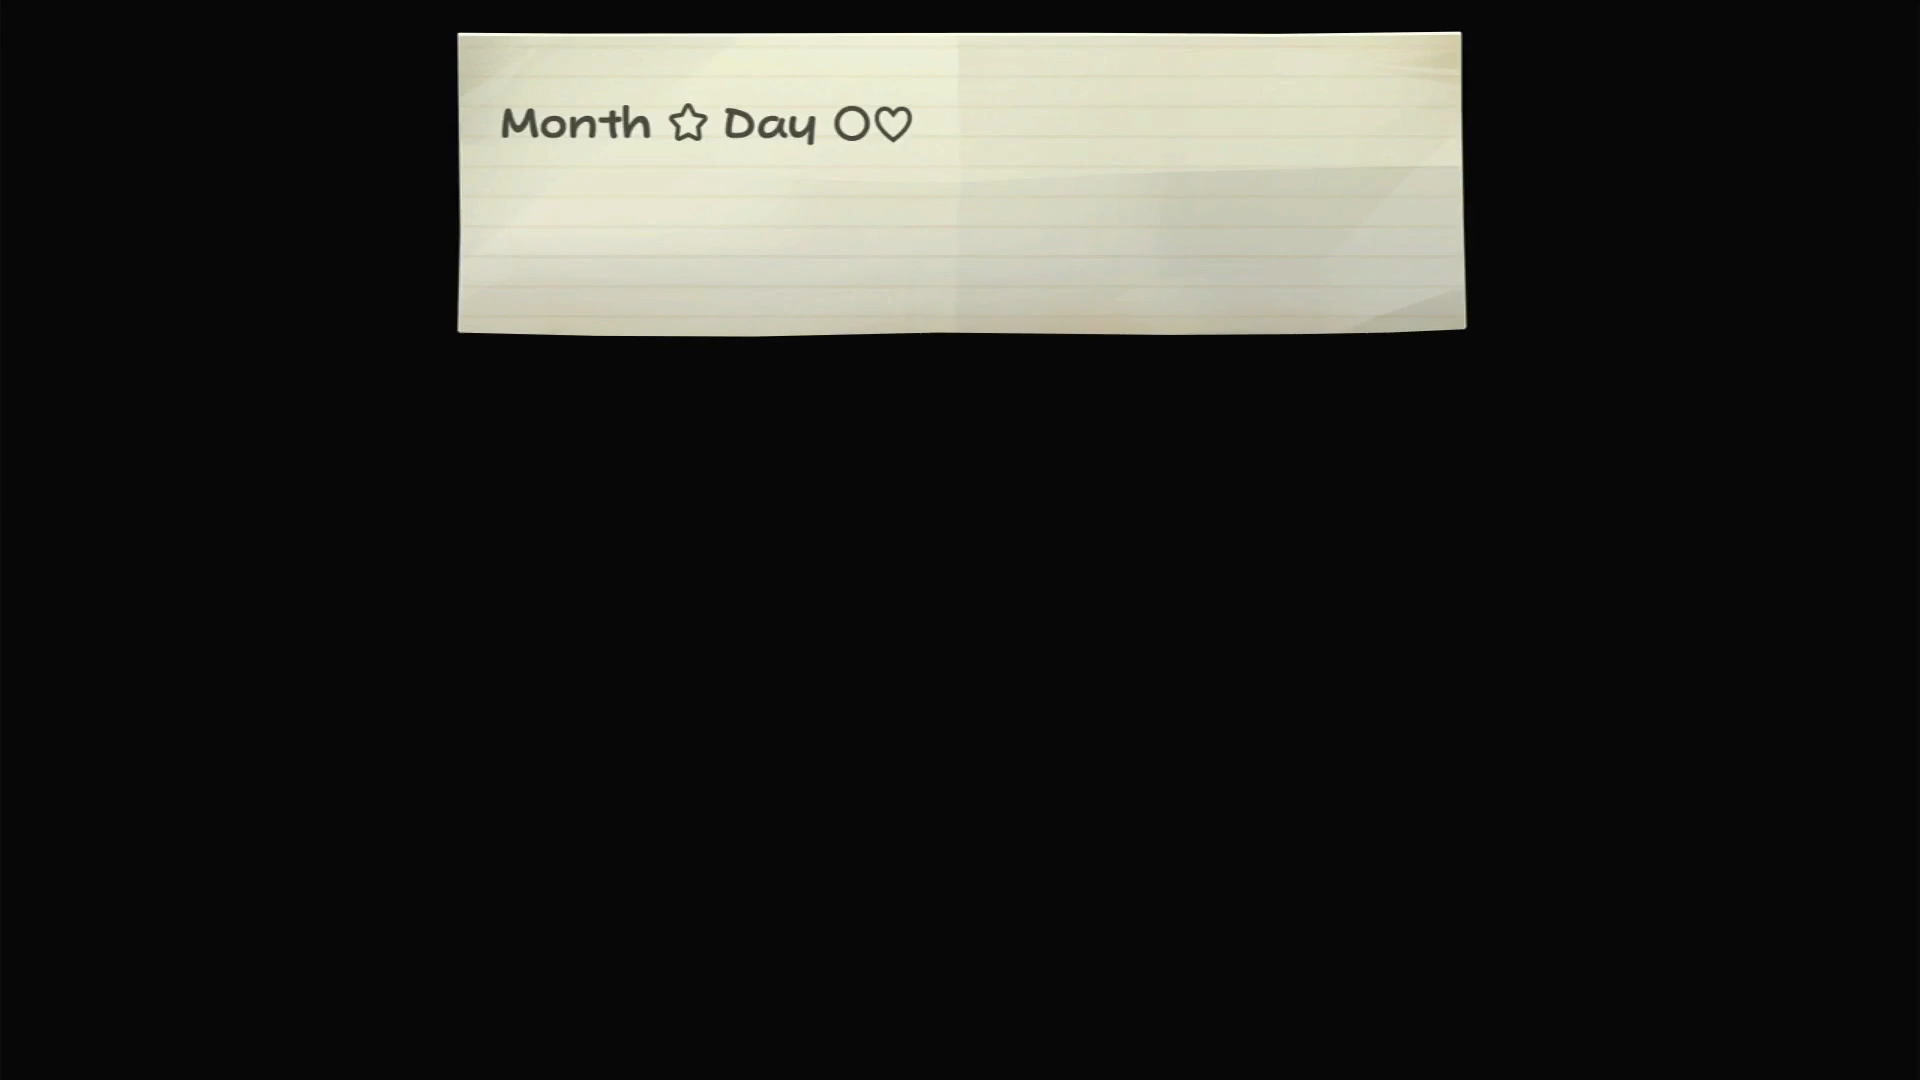 Month ☆ Day ○♡